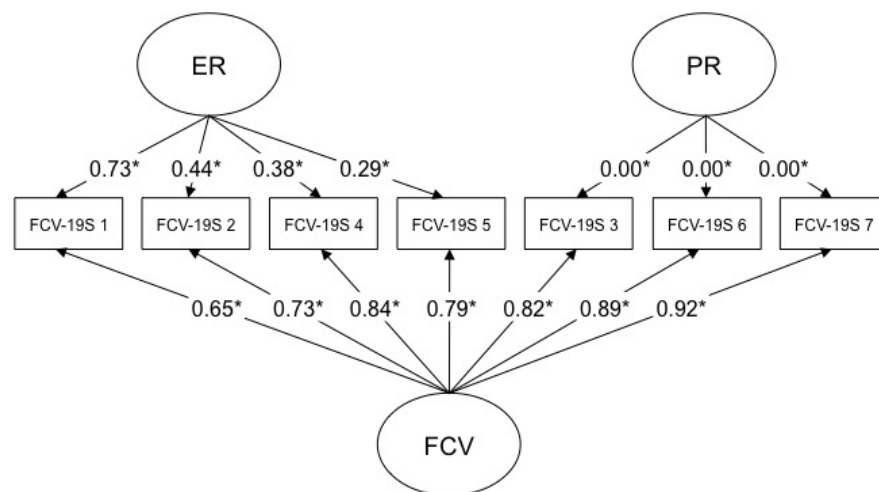 ER PR
0.73* 0.44* 0.38* 0.29* 0.00* 0.00* 0.00*
FCV-19S 1 FCV-19S 2 FCV-19S 4 FCV-19S 5 FCV-19S 3 FCV-19S 6 FCV-19S 7
0.65* 0.73* 0.84* 0.79* 0.82* 0.89* 0.92*
FCV